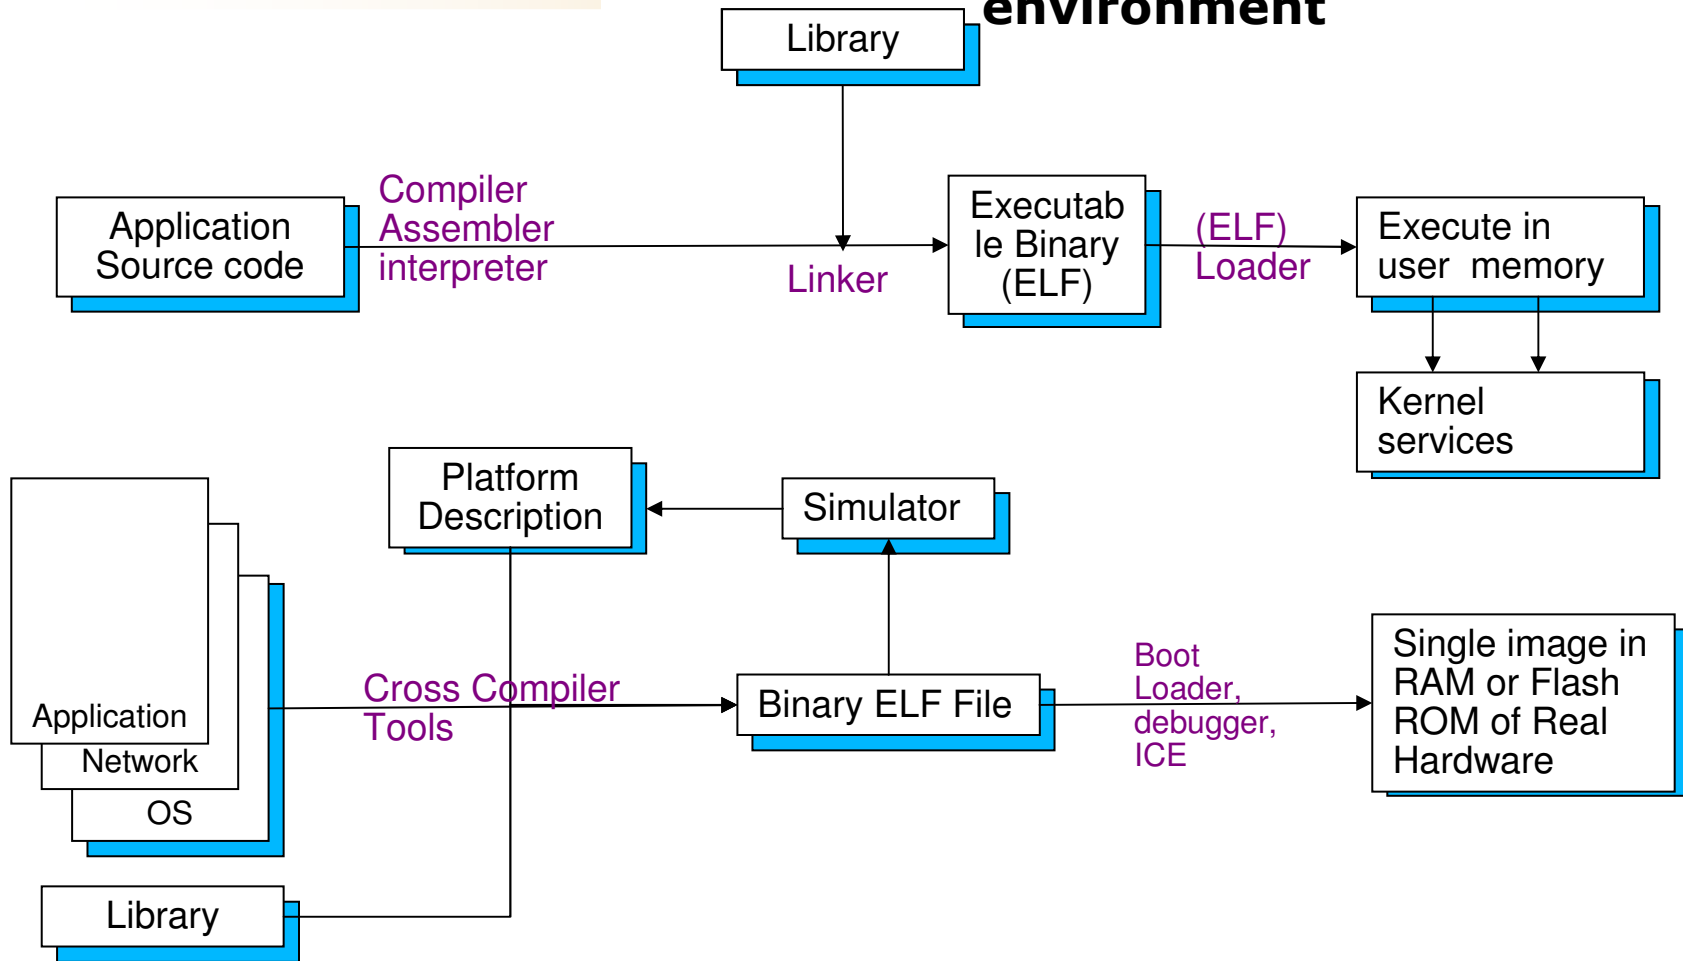 environment
Library
Compiler
Assembler
interpreter
Application
Source code
Linker
Executab
le Binary
(ELF)
(ELF)
Loader
Execute in
user memory
Kernel
services
Platform
Description
Simulator
Application
Network
OS
Cross Compiler
Tools
Binary ELF File
Boot
Loader,
debugger,
ICE
Single image in
RAM or Flash
ROM of Real
Hardware
Library